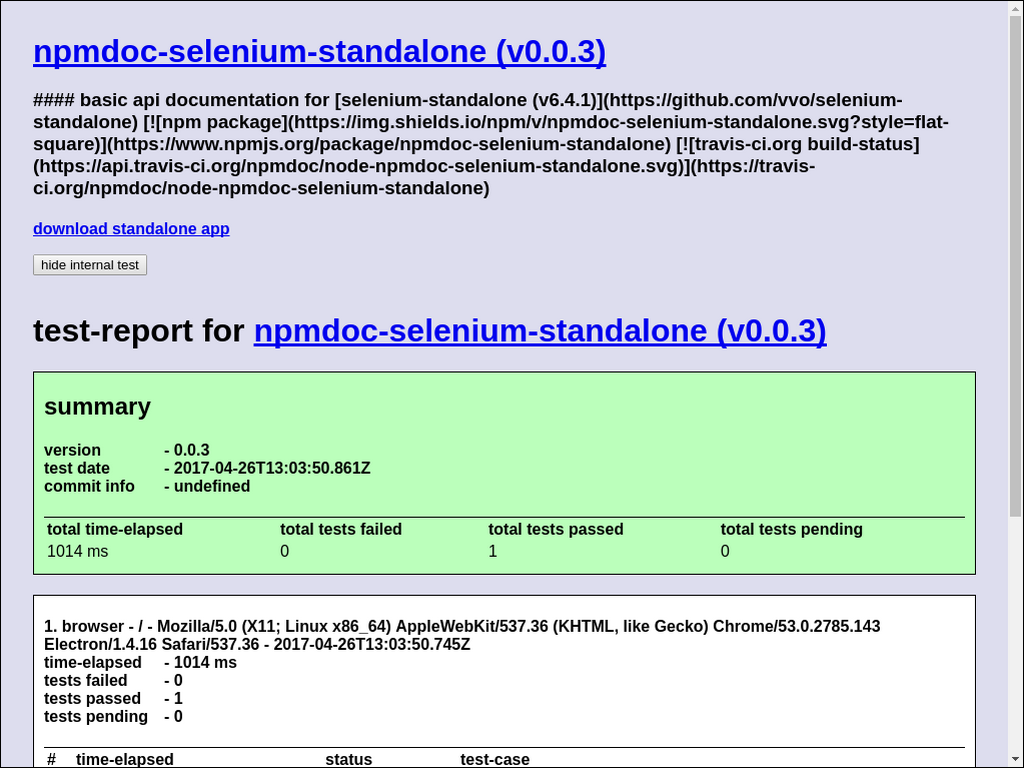 npmdoc-selenium-standalone (v0.0.3)
#### basic api documentation for [selenium-standalone (v6.4.1)](https://github.com/vvo/selenium-
standalone) [![npm package](https://img.shields.io/npm/v/npmdoc-selenium-standalone.svg?style=flat-
square)](https://www.npmjs.org/package/npmdoc-selenium-standalone) [![travis-ci.org build-status]
(https://api.travis-ci.org/npmdoc/node-npmdoc-selenium-standalone.svg)](https://travis-
ci.org/npmdoc/node-npmdoc-selenium-standalone)
download standalone app
hide internal test
test-report for npmdoc-selenium-standalone (v0.0.3)
summary
version - 0.0.3
test date - 2017-04-26T13:03:50.861Z
commit info - undefined
total time-elapsed total tests failed total tests passed total tests pending
1014 ms 0 1 0
1. browser - / - Mozilla/5.0 (X11; Linux x86_64) AppleWebKit/537.36 (KHTML, like Gecko) Chrome/53.0.2785.143
Electron/1.4.16 Safari/537.36 - 2017-04-26T13:03:50.745Z
time-elapsed - 1014 ms
tests failed - 0
tests passed - 1
tests pending - 0
# time-elapsed status test-case